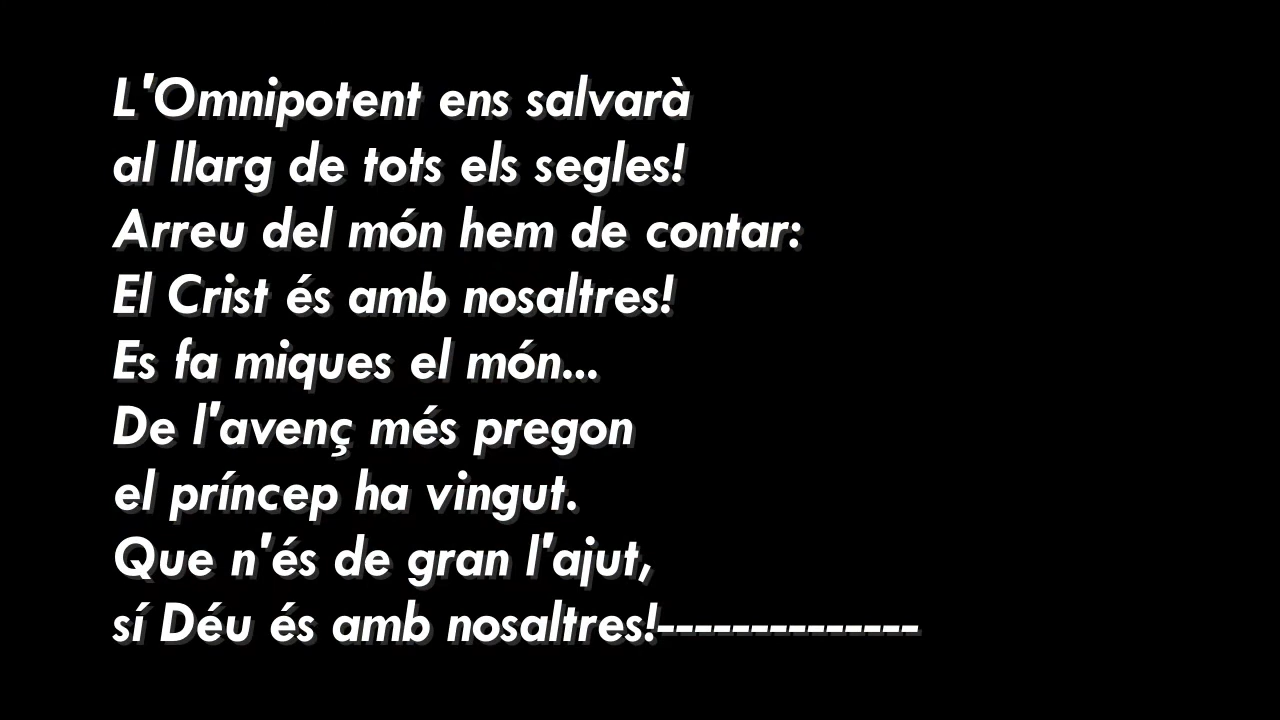 L'Omnipotent ens salvarà
al llarg de tots els segles!
Arreu del món hem de contar:
El Crist és amb nosaltres!
Es fa miques el món...
De l'avenç més pregon
el príncep ha vingut.
Que n'és de gran l'ajut,
sí Déu és amb nosaltres!--------------